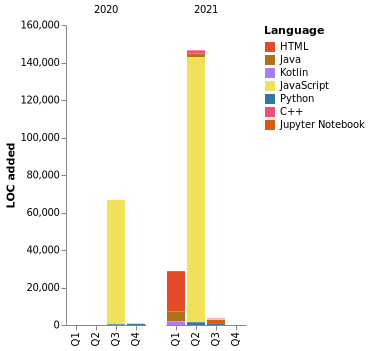 2020 2021
Language
HTML
Java
Kotlin
JavaScript
Python
C++
Jupyter Notebook
LOC added
160,000
140,000
120,000
100,000
80,000
60,000
40,000
20,000
0
Q1 Q2 Q3 Q4 Q1 Q2 Q3 Q4